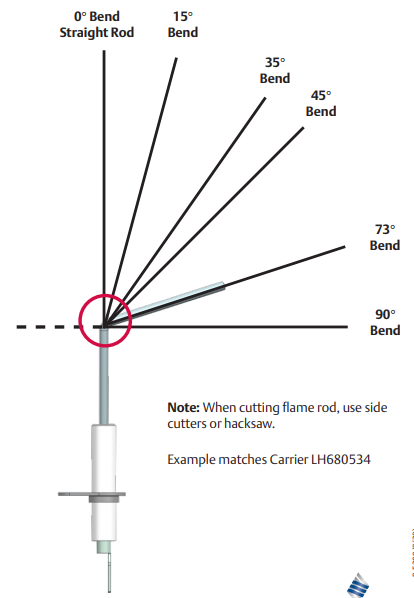 0° Bend
Straight Rod
15°
Bend
35°
Bend
45°
Bend
73°
Bend
90°
Bend
Note: When cutting flame rod, use side
cutters or hacksaw.
Example matches Carrier LH680534